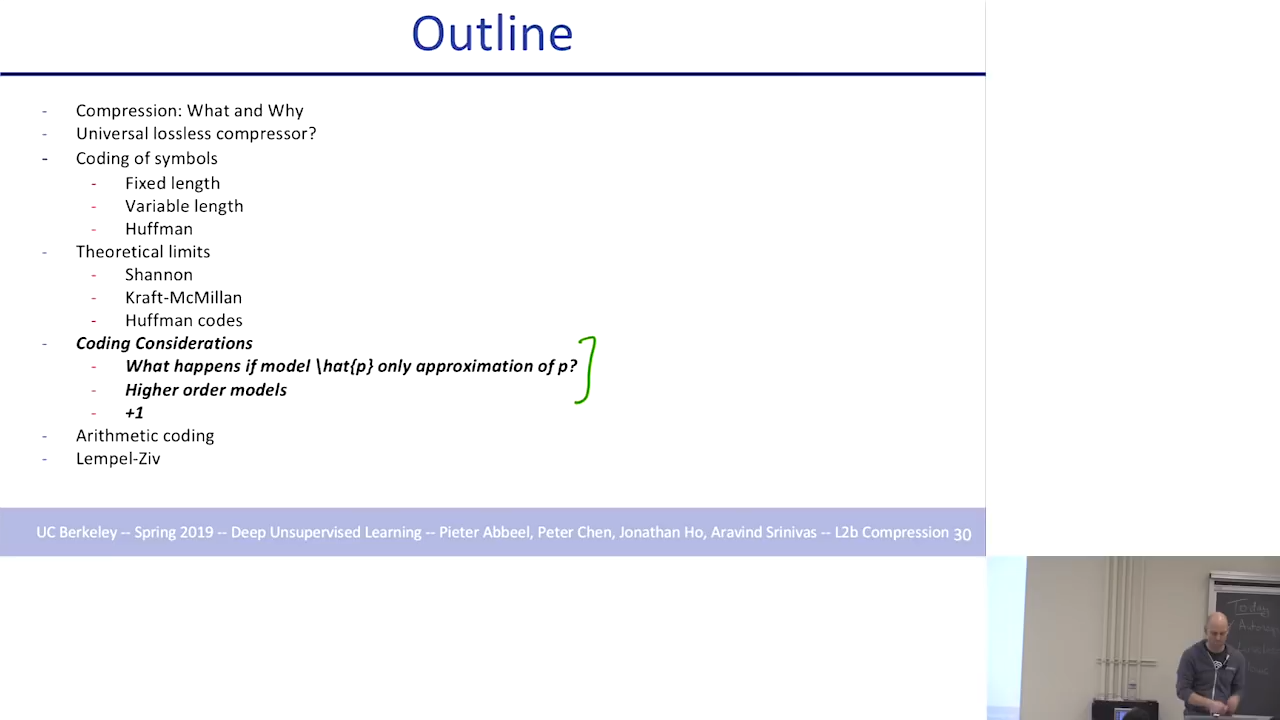 Outline
- Compression: What and Why
- Universal lossless compressor?
- Coding of symbols
- Fixed length
- Variable length
- Huffman
- Theoretical limits
- Shannon
- Kraft-McMillan
- Huffman codes
- Coding Considerations
- What happens if model \hat{p} only approximation of p?
- Higher order models
- +1
- Arithmetic coding
- Lempel-Ziv
UC Berkeley -- Spring 2019 -- Deep Unsupervised Learning -- Pieter Abbeel, Peter Chen, Jonathan Ho, Aravind Srinivas -- L2b Compression 30
Today